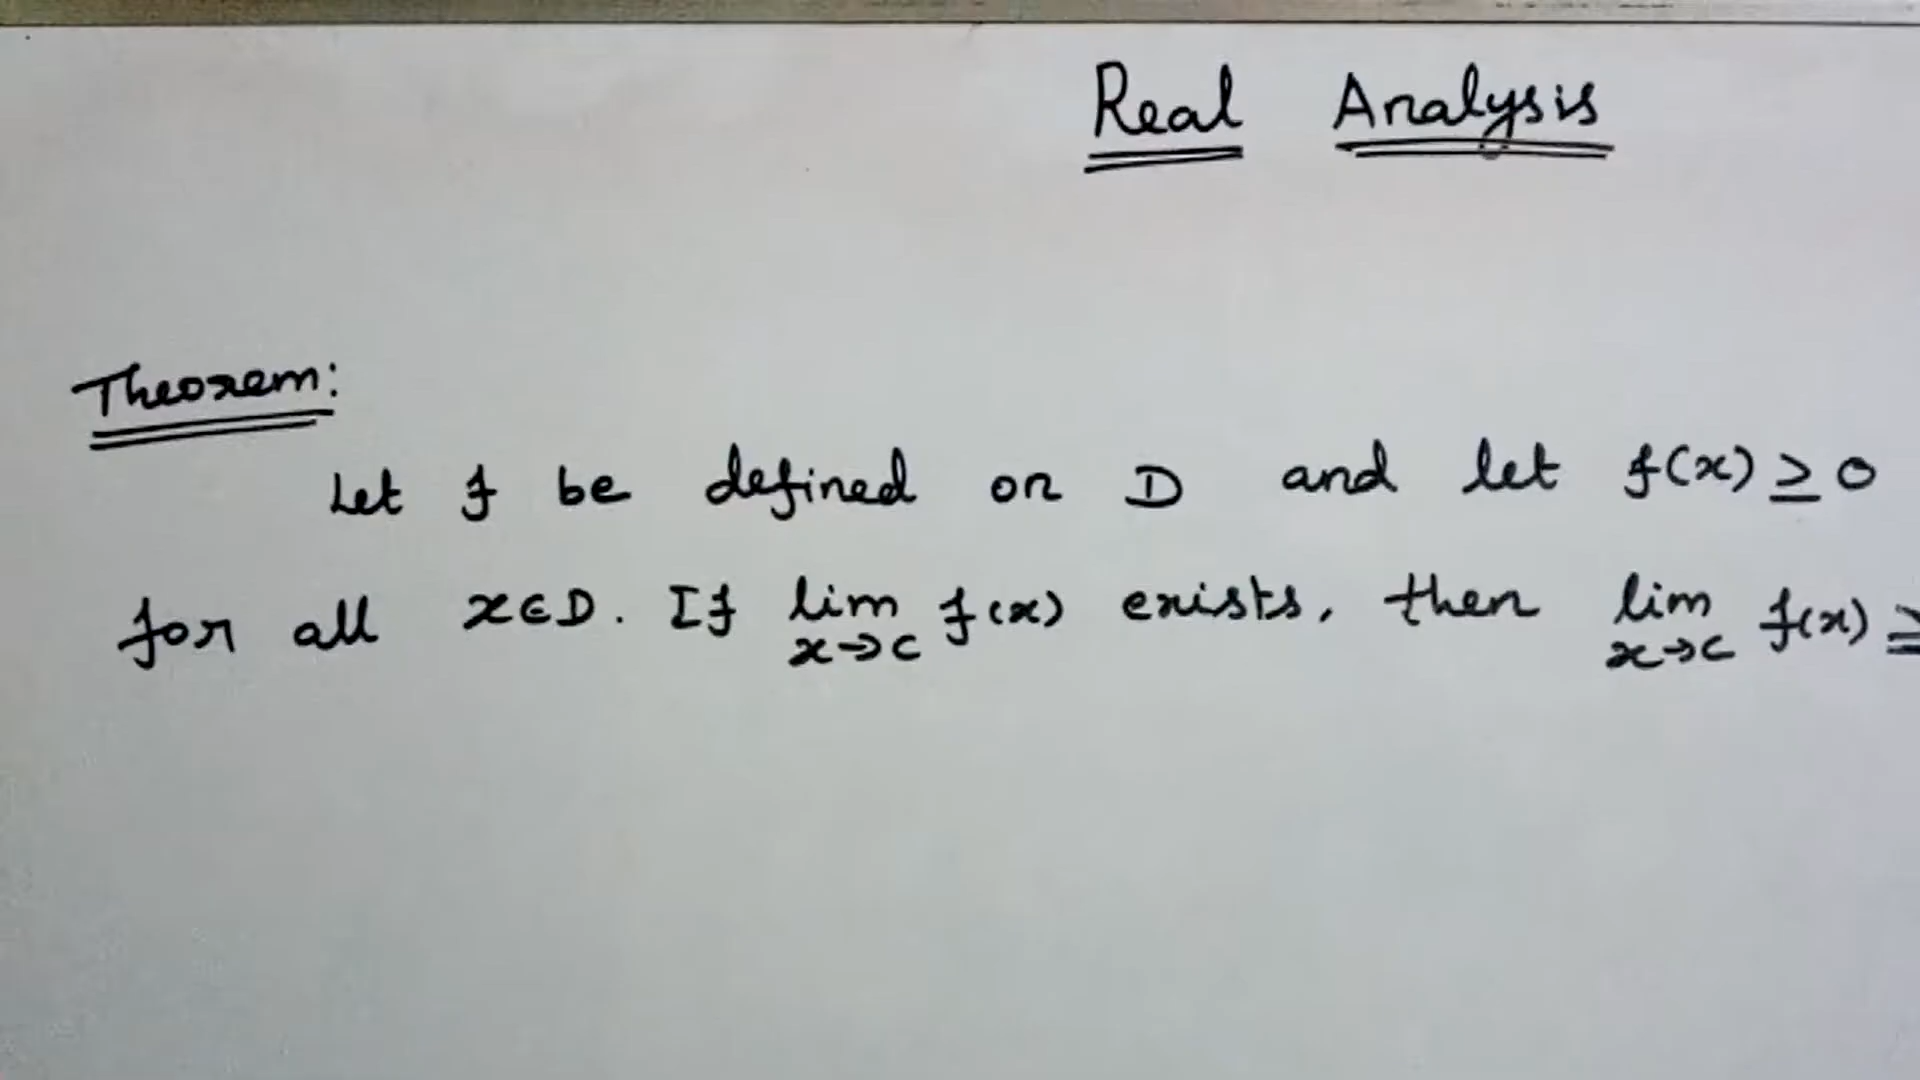 Real Analysis
Theorem:
Let f be defined on D and let f(x) ≥ 0
for all x∈D. If lim f(x) exists, then lim f(x) ≥
x→c x→c